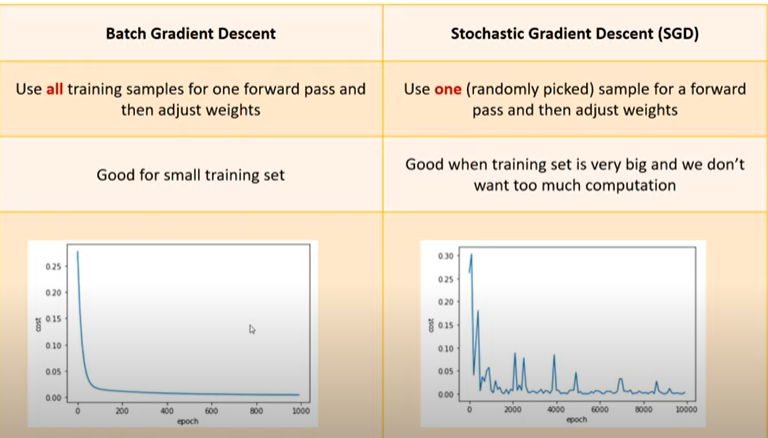 Batch Gradient Descent
Stochastic Gradient Descent (SGD)
Use all training samples for one forward pass and
then adjust weights
Use one (randomly picked) sample for a forward
pass and then adjust weights
Good for small training set
Good when training set is very big and we don't
want too much computation
0.25
0.20
0.15
0.10
0.05
0.00
cost
0 200 400 600 800 1000
epoch
0.30
0.25
0.20
0.15
0.10
0.05
0.00
cost
0 2000 4000 6000 8000 10000
epoch